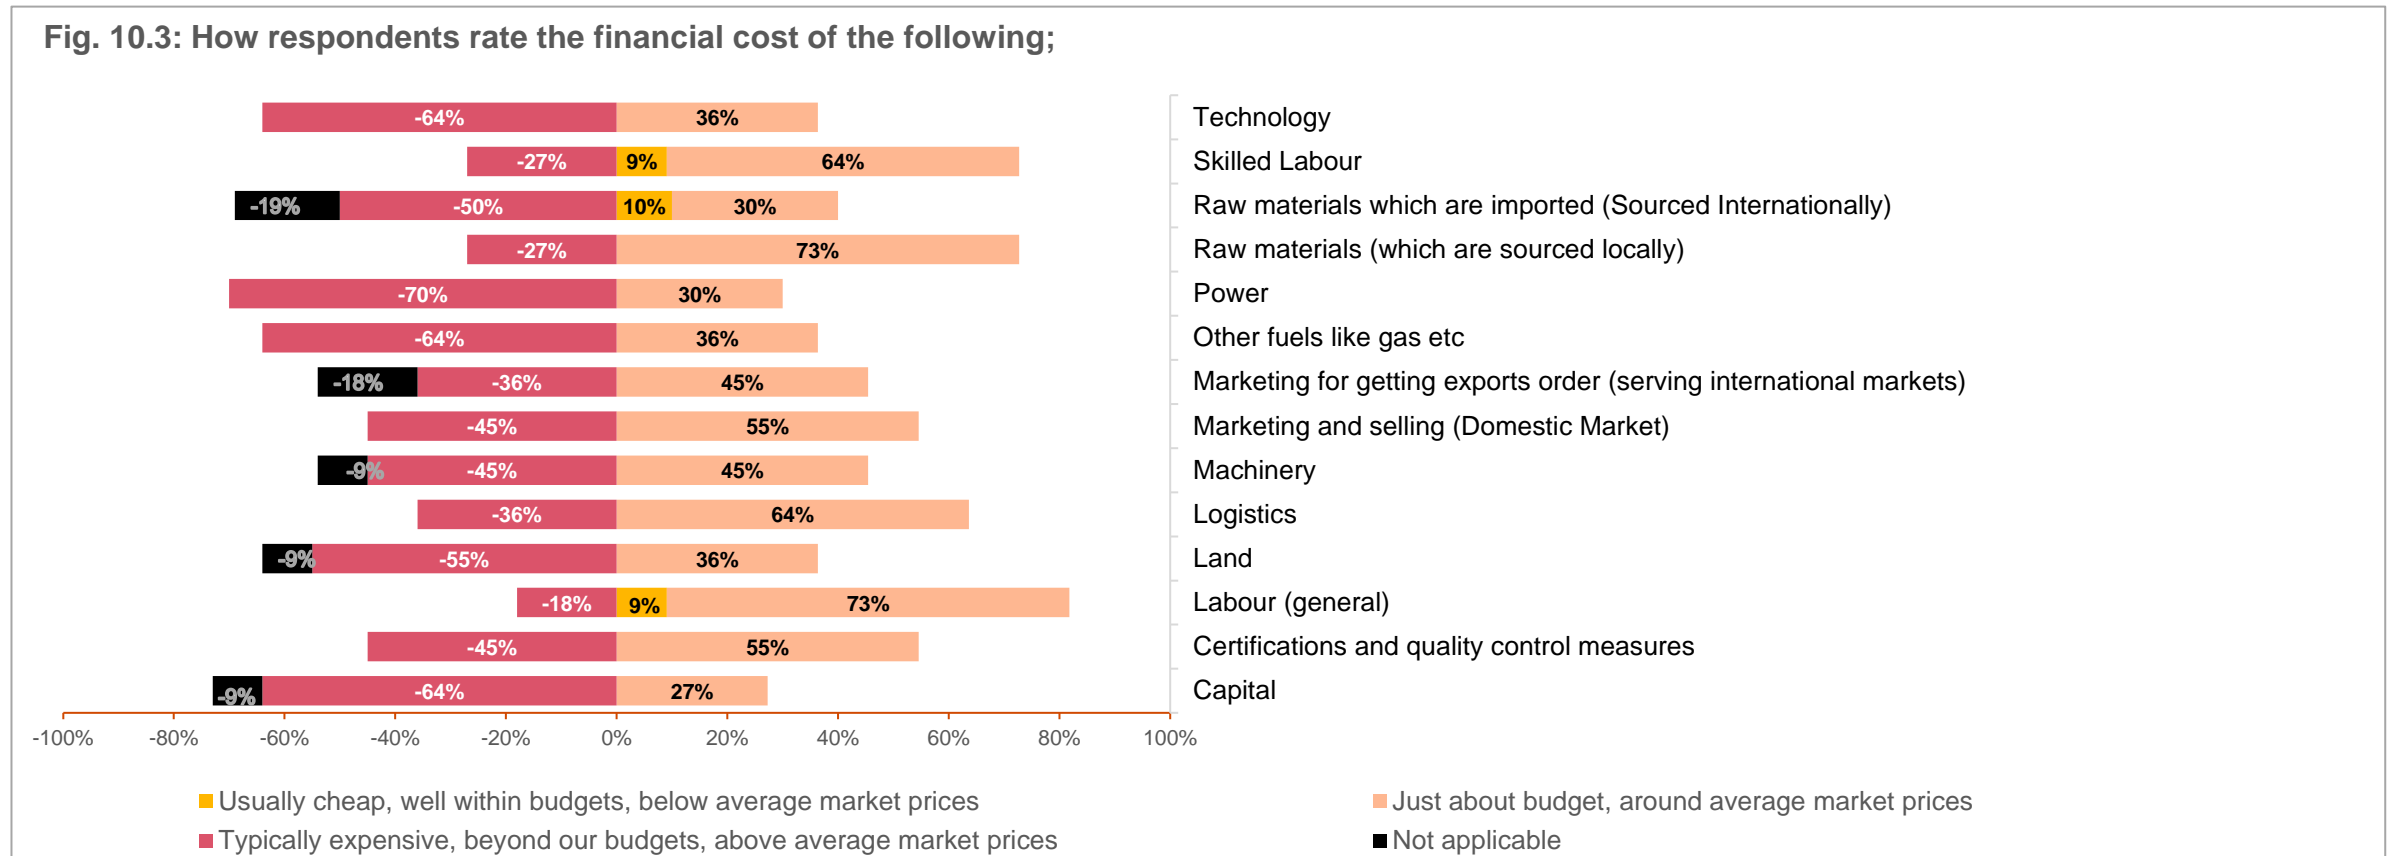 Fig. 10.3: How respondents rate the financial cost of the following;
-64% 36% Technology
-27% 9% 64% Skilled Labour
-19% -50% 10% 30% Raw materials which are imported (Sourced Internationally)
-27% 73% Raw materials (which are sourced locally)
-70% 30% Power
-64% 36% Other fuels like gas etc
-18% -36% 45% Marketing for getting exports order (serving international markets)
-45% 55% Marketing and selling (Domestic Market)
-9% -45% 45% Machinery
-36% 64% Logistics
-9% -55% 36% Land
-18% 9% 73% Labour (general)
-45% 55% Certifications and quality control measures
-9% -64% 27% Capital
-100% -80% -60% -40% -20% 0% 20% 40% 60% 80% 100%
Usually cheap, well within budgets, below average market prices Just about budget, around average market prices
Typically expensive, beyond our budgets, above average market prices Not applicable